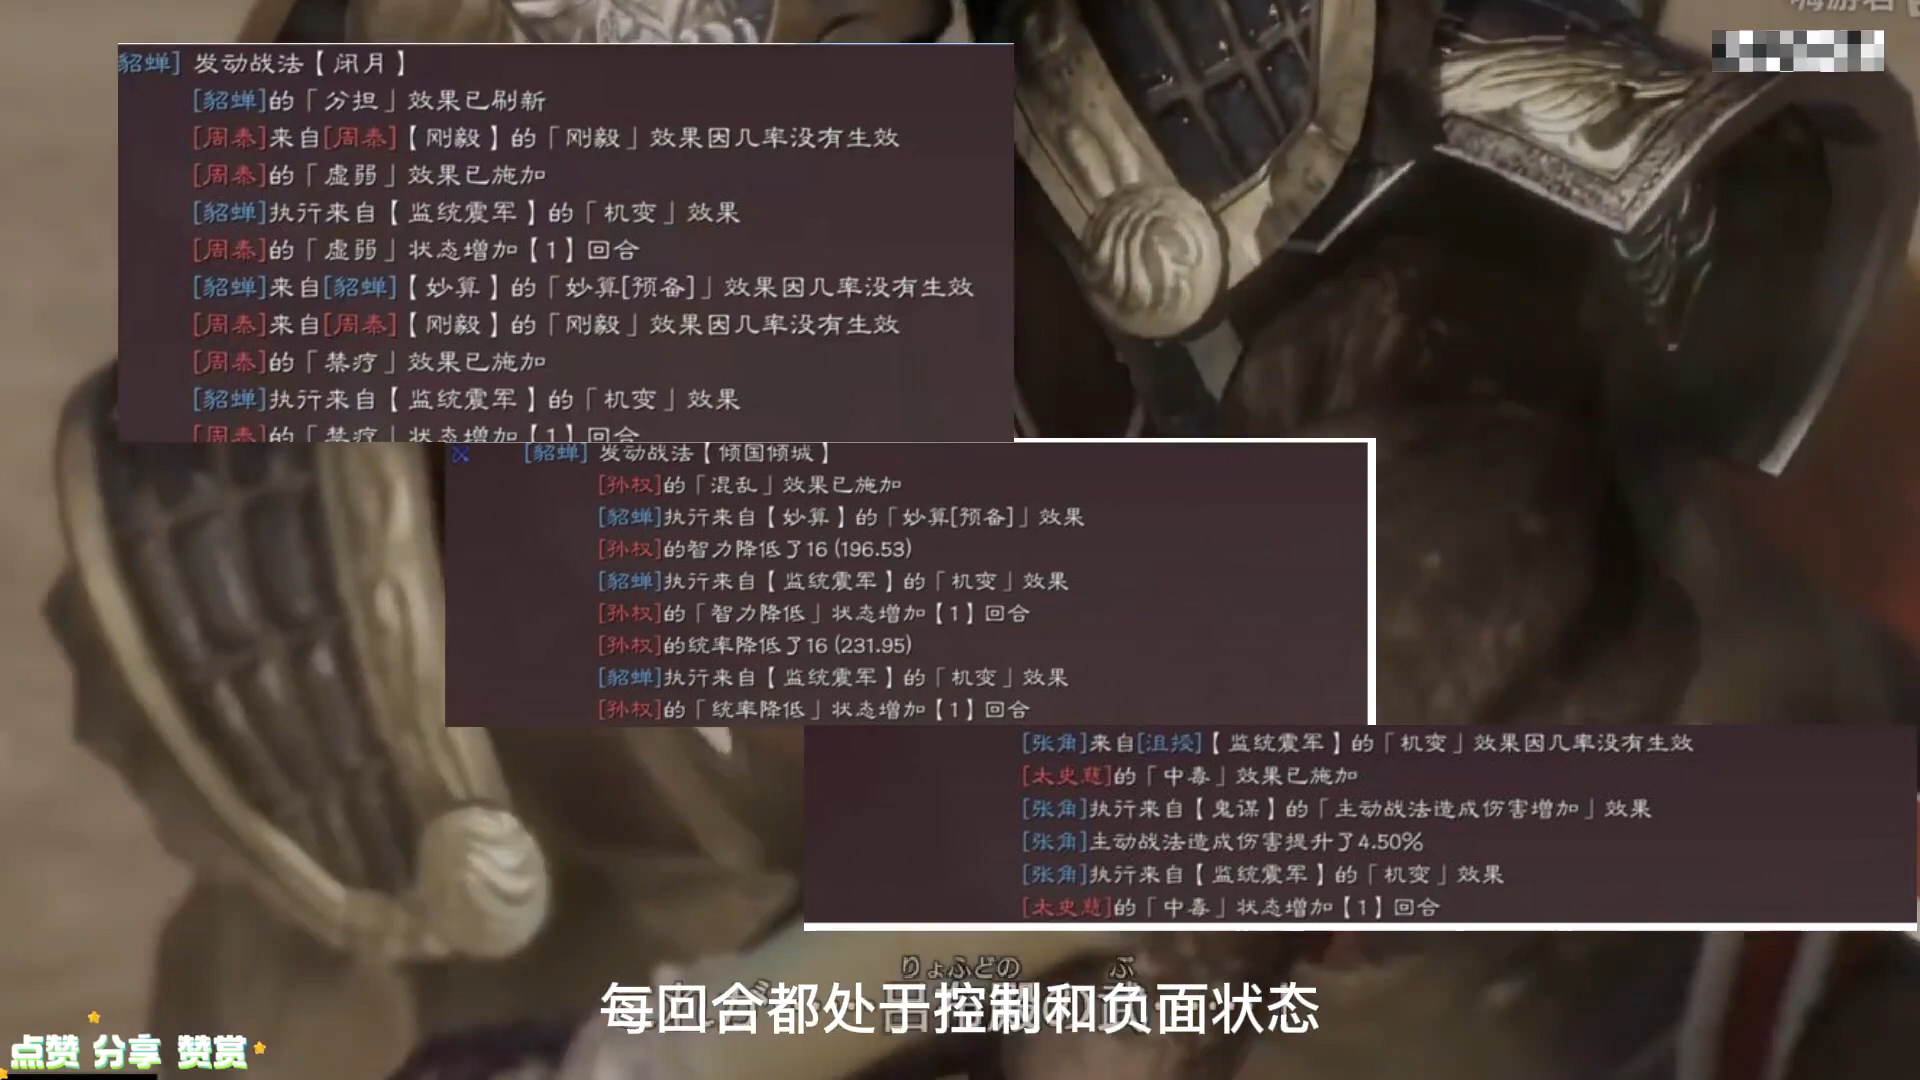 貂蝉］发动战法【闭月】
［貂蝉］的「分担」效果已刷新
［周泰］来自［周泰］【刚毅】的「刚毅」效果因几率没有生效
［周泰］的「虚弱」效果已施加
［貂蝉］执行来自【监统震军】的「机变」效果
［周泰］的「虚弱」状态增加【1】回合
［貂蝉］来自［貂蝉］【妙算】的「妙算[预备]」效果因几率没有生效
［周泰］来自［周泰］【刚毅】的「刚毅」效果因几率没有生效
［周泰］的「禁疗」效果已施加
［貂蝉］执行来自【监统震军】的「机变」效果
［周泰］的「禁疗」状态增加【1】回合
［貂蝉］发动战法【倾国倾城】
［孙权］的「混乱」效果已施加
［貂蝉］执行来自【妙算】的「妙算[预备]」效果
［孙权］的智力降低了16 (196.53)
［貂蝉］执行来自【监统震军】的「机变」效果
［孙权］的「智力降低」状态增加【1】回合
［孙权］的统率降低了16 (231.95)
［貂蝉］执行来自【监统震军】的「机变」效果
［孙权］的「统率降低」状态增加【1】回合
［张角］来自［沮授］【监统震军】的「机变」效果因几率没有生效
［太史慈］的「中毒」效果已施加
［张角］执行来自【鬼谋】的「主动战法造成伤害增加」效果
［张角］主动战法造成伤害提升了4.50%
［张角］执行来自【监统震军】的「机变」效果
［太史慈］的「中毒」状态增加【1】回合
りょふどの ぶ
每回合都处于控制和负面状态
点赞 分享 赞赏